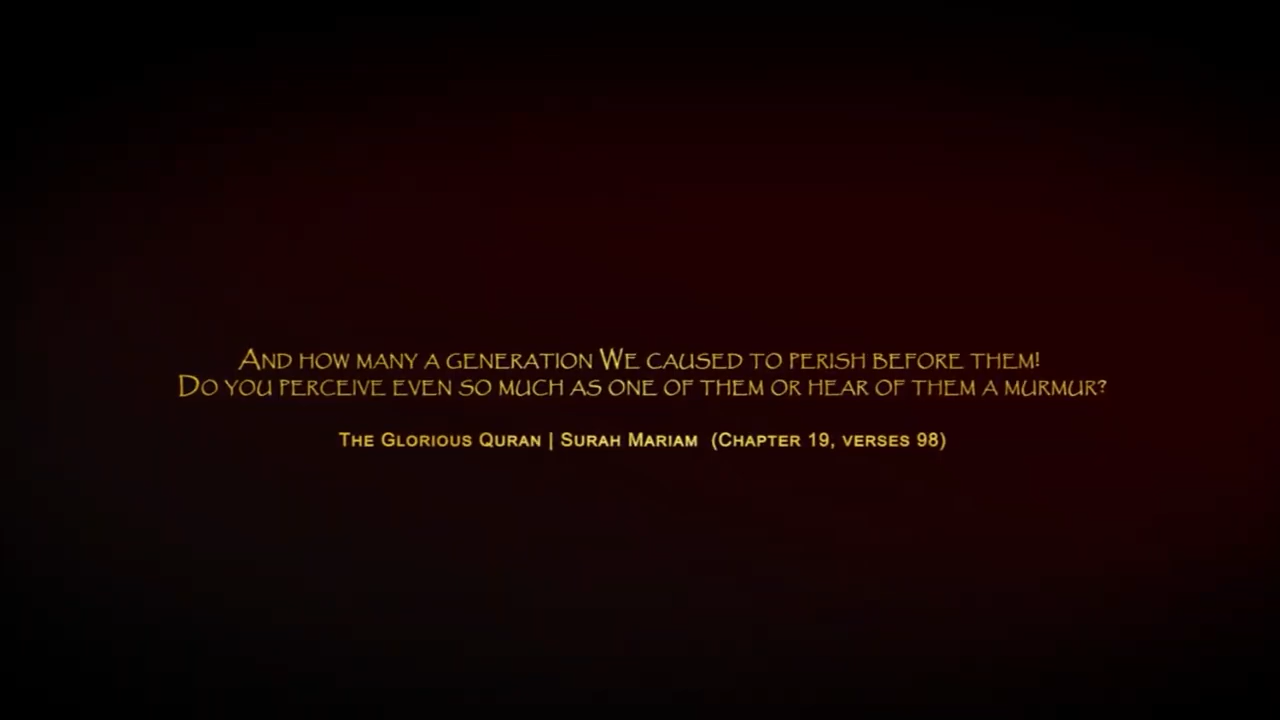 And how many a generation We caused to perish before them!
Do you perceive even so much as one of them or hear of them a murmur?
The Glorious Quran | Surah Mariam (Chapter 19, verses 98)